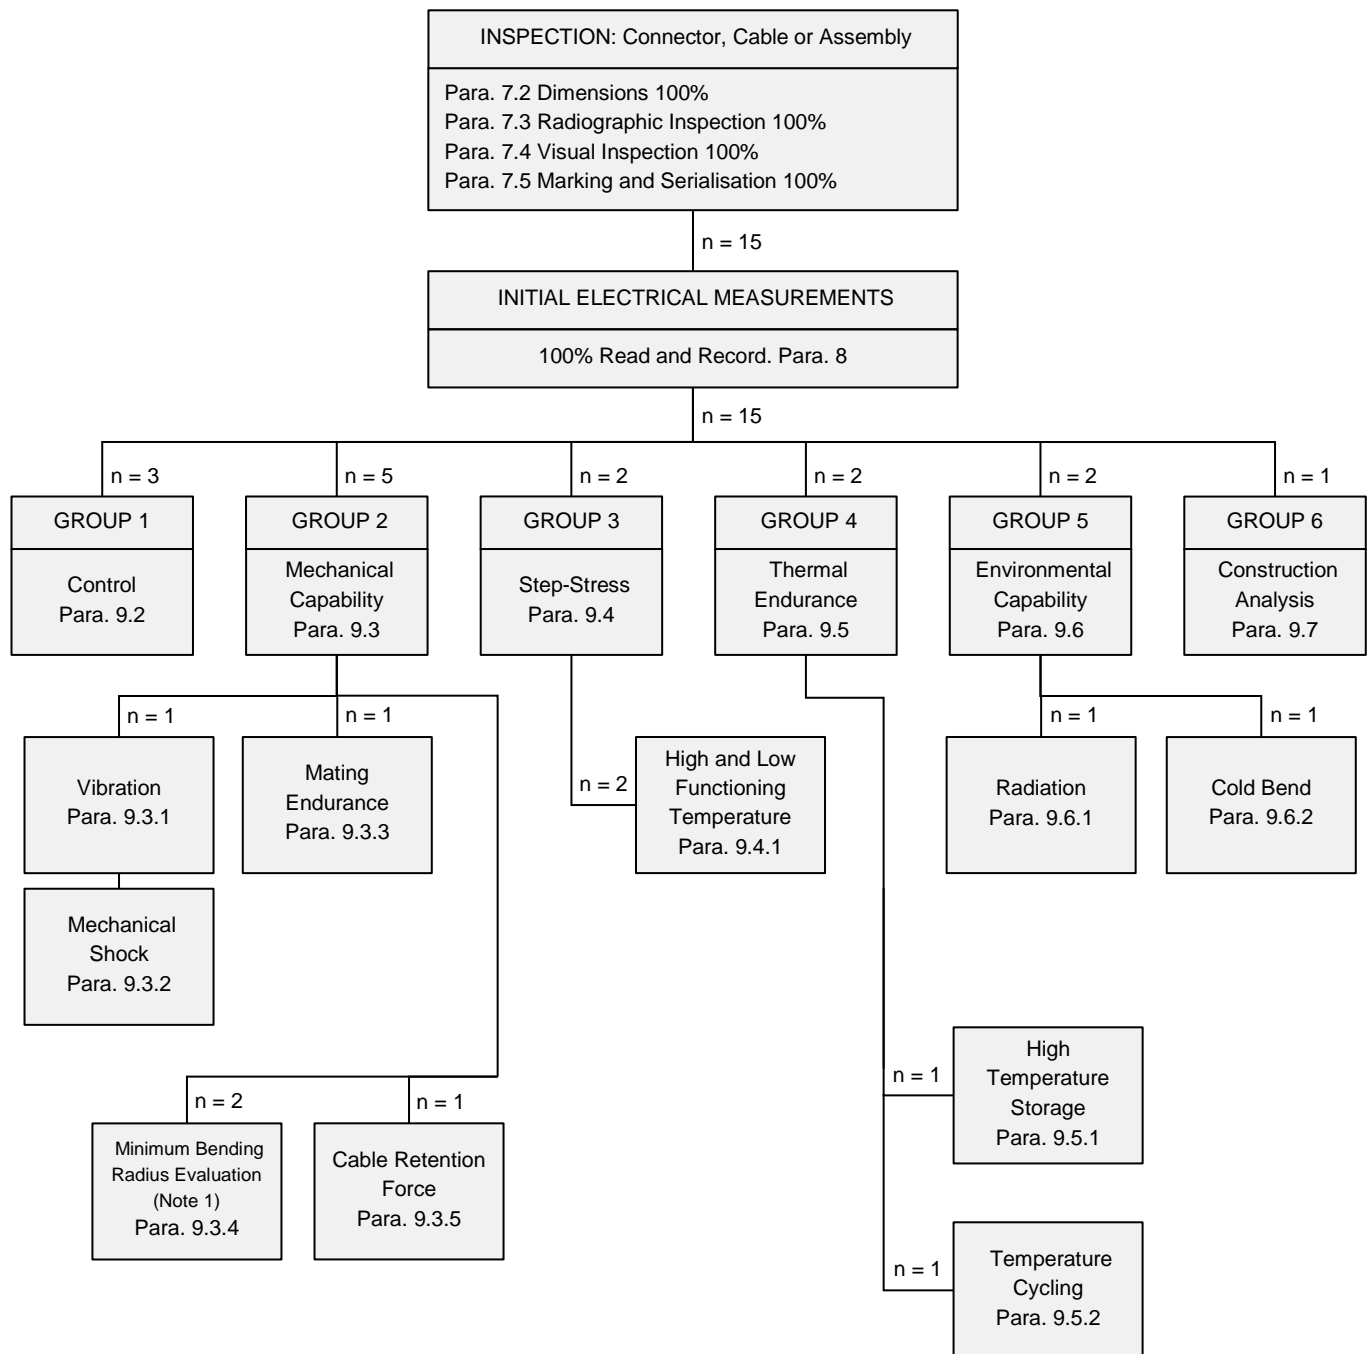 INSPECTION: Connector, Cable or Assembly
Para. 7.2 Dimensions 100%
Para. 7.3 Radiographic Inspection 100%
Para. 7.4 Visual Inspection 100%
Para. 7.5 Marking and Serialisation 100%
n = 15
INITIAL ELECTRICAL MEASUREMENTS
100% Read and Record. Para. 8
n = 15
n = 3
GROUP 1
Control
Para. 9.2
n = 5
GROUP 2
Mechanical
Capability
Para. 9.3
n = 2
GROUP 3
Step-Stress
Para. 9.4
n = 2
GROUP 4
Thermal
Endurance
Para. 9.5
n = 2
GROUP 5
Environmental
Capability
Para. 9.6
n = 1
GROUP 6
Construction
Analysis
Para. 9.7
n = 1
Vibration
Para. 9.3.1
Mechanical
Shock
Para. 9.3.2
n = 1
Mating
Endurance
Para. 9.3.3
n = 2
High and Low
Functioning
Temperature
Para. 9.4.1
n = 1
Radiation
Para. 9.6.1
n = 1
Cold Bend
Para. 9.6.2
n = 2
Minimum Bending
Radius Evaluation
(Note 1)
Para. 9.3.4
n = 1
Cable Retention
Force
Para. 9.3.5
n = 1
High
Temperature
Storage
Para. 9.5.1
n = 1
Temperature
Cycling
Para. 9.5.2